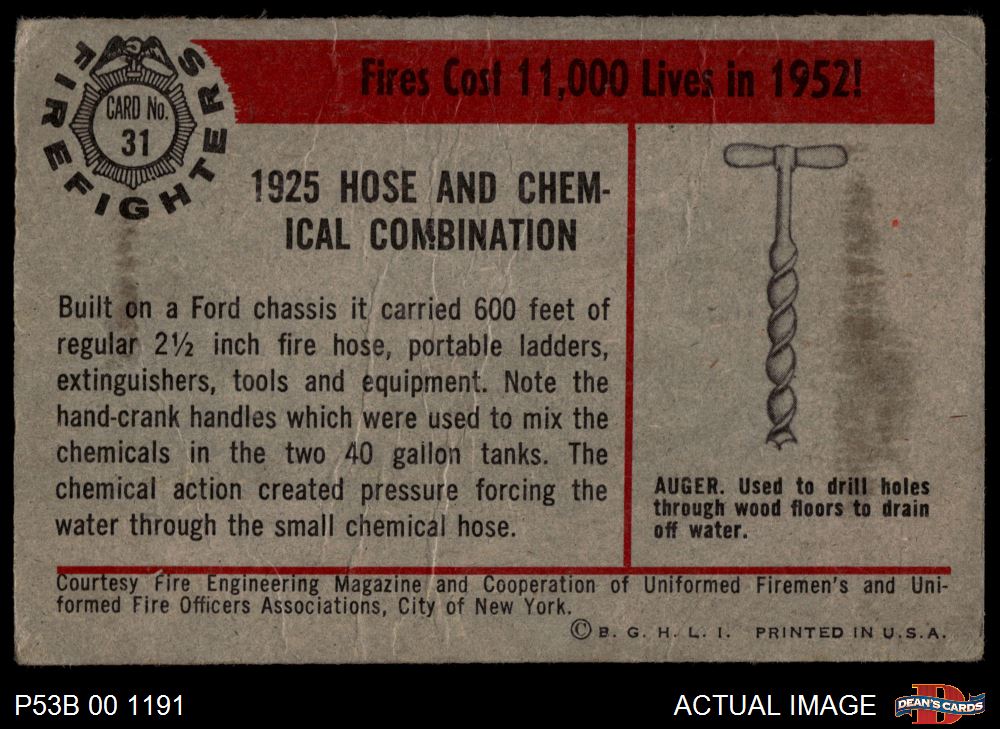 FIREFIGHTERS
CARD No.
31
Fires Cost 11,000 Lives in 1952!
1925 HOSE AND CHEM-
ICAL COMBINATION
Built on a Ford chassis it carried 600 feet of
regular 2½ inch fire hose, portable ladders,
extinguishers, tools and equipment. Note the
hand-crank handles which were used to mix the
chemicals in the two 40 gallon tanks. The
chemical action created pressure forcing the
water through the small chemical hose.
AUGER. Used to drill holes
through wood floors to drain
off water.
Courtesy Fire Engineering Magazine and Cooperation of Uniformed Firemen's and Uni-
formed Fire Officers Associations, City of New York.
© B. G. H. L. I. PRINTED IN U.S.A.
P53B 00 1191
ACTUAL IMAGE
D
DEAN'S CARDS